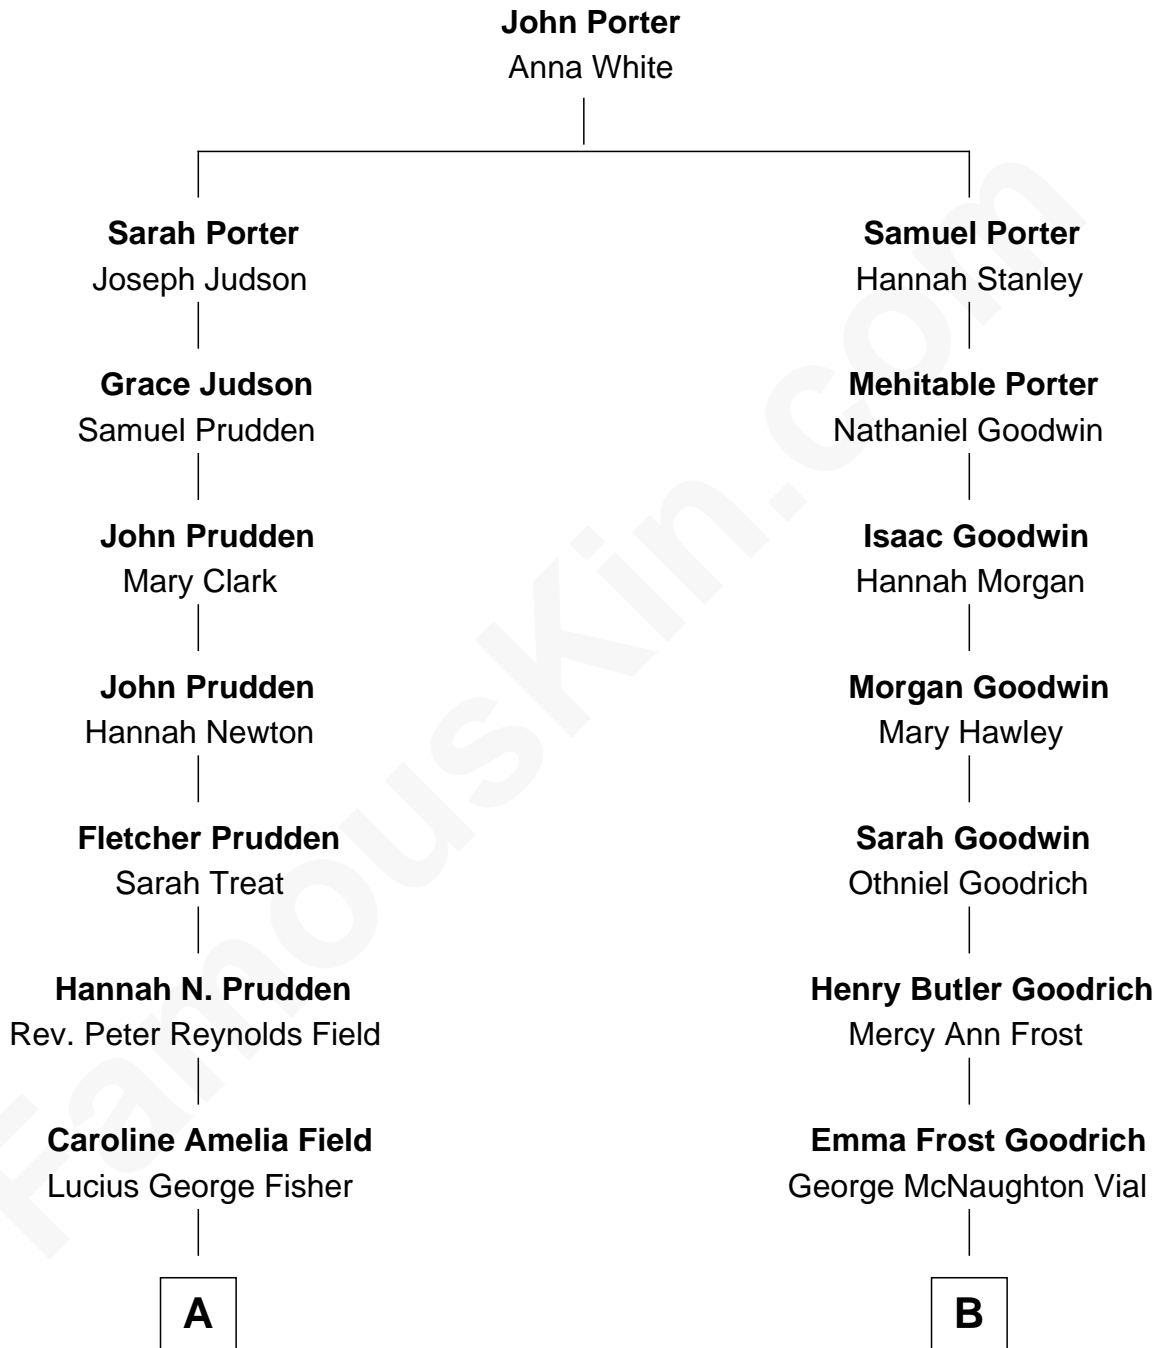 John Porter
Anna White
Sarah Porter
Joseph Judson
Samuel Porter
Hannah Stanley
Grace Judson
Samuel Prudden
Mehitable Porter
Nathaniel Goodwin
John Prudden
Mary Clark
Isaac Goodwin
Hannah Morgan
John Prudden
Hannah Newton
Morgan Goodwin
Mary Hawley
Fletcher Prudden
Sarah Treat
Sarah Goodwin
Othniel Goodrich
Hannah N. Prudden
Rev. Peter Reynolds Field
Henry Butler Goodrich
Mercy Ann Frost
Caroline Amelia Field
Lucius George Fisher
Emma Frost Goodrich
George McNaughton Vial
A
B
FamousKin.com